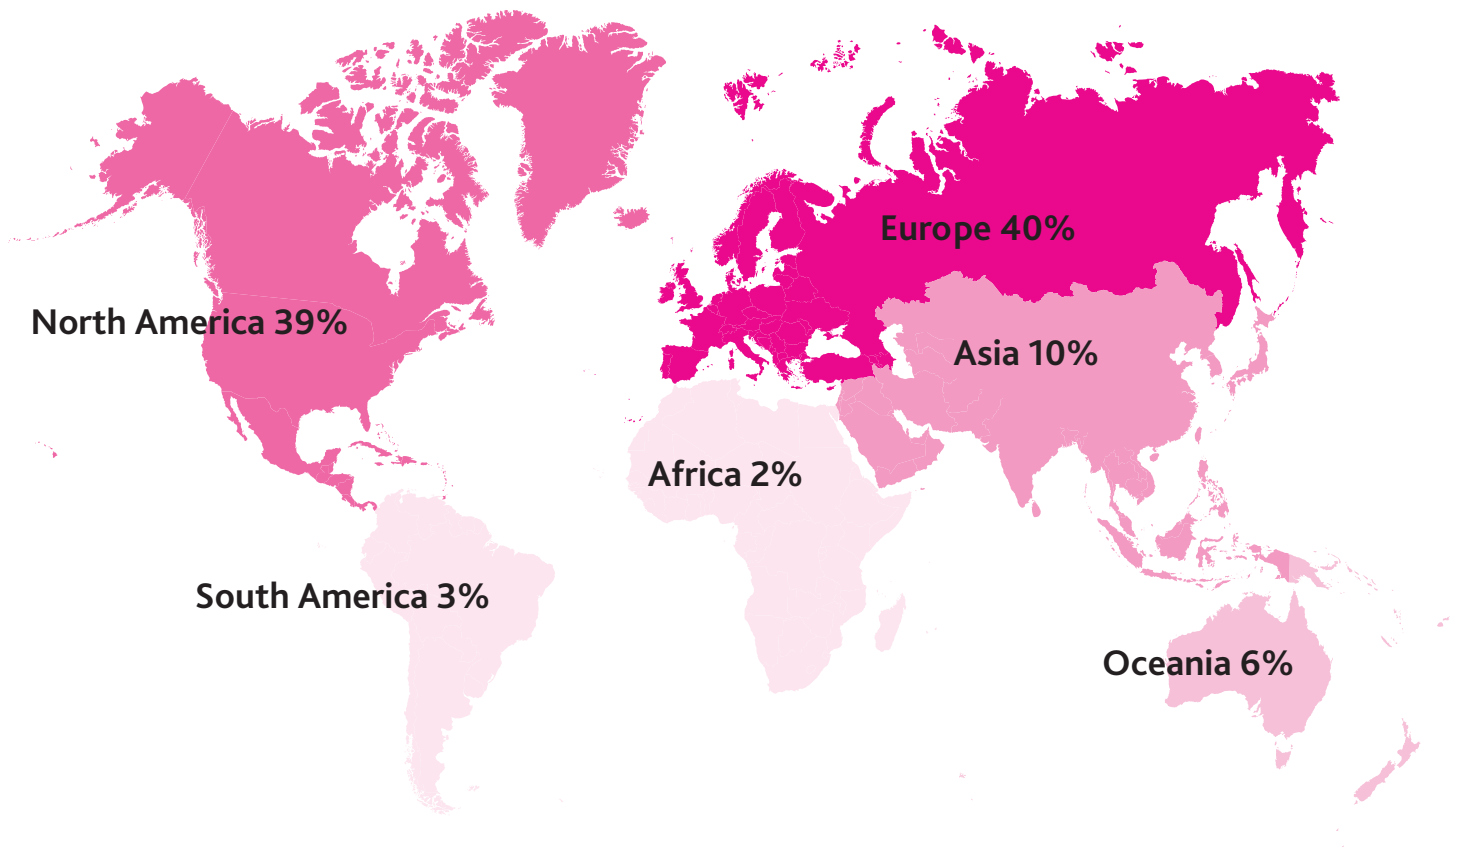 Europe 40%
North America 39%
Asia 10%
Africa 2%
South America 3%
Oceania 6%